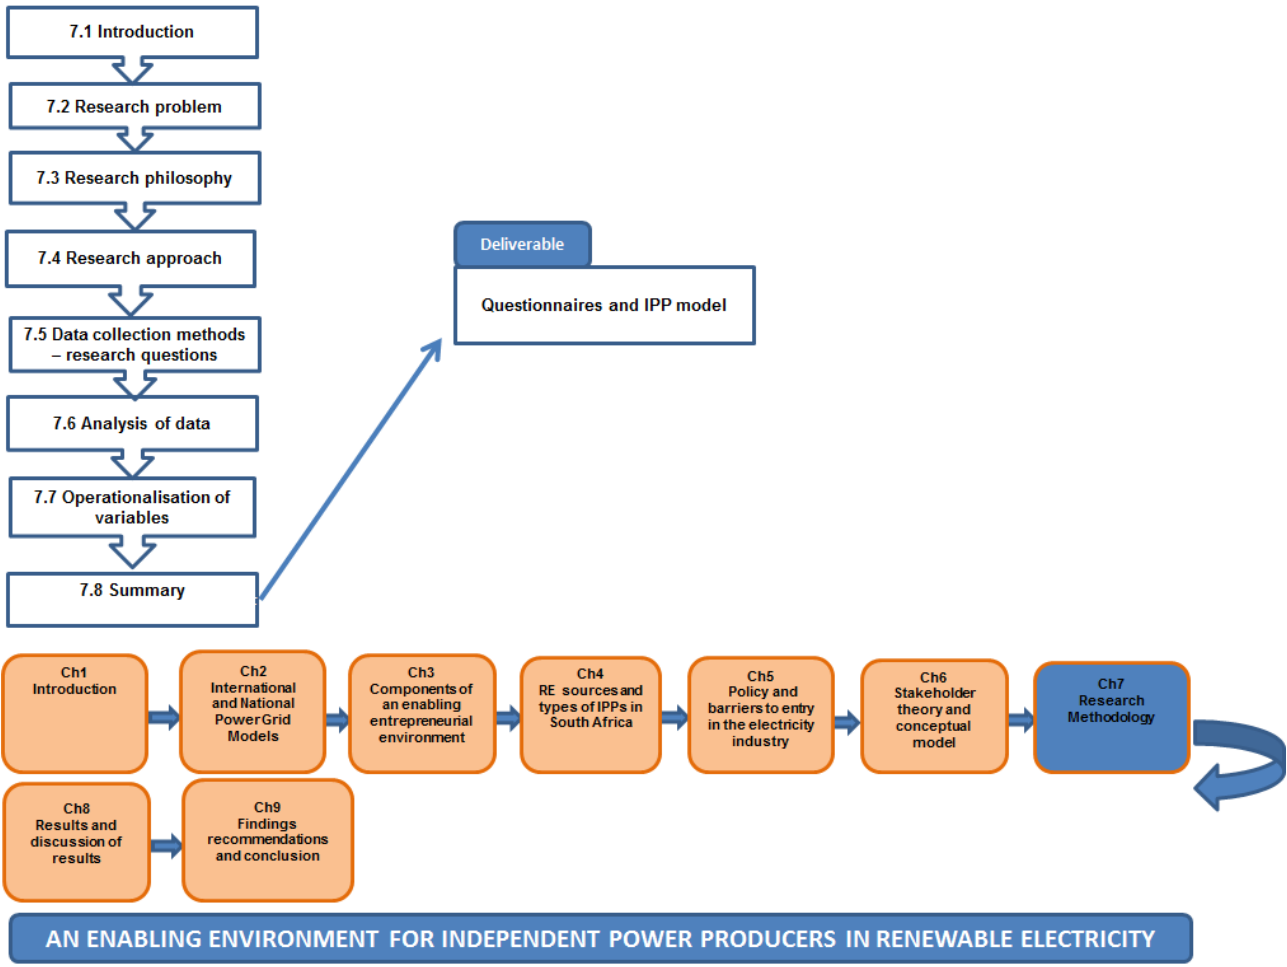 7.1 Introduction
7.2 Research problem
7.3 Research philosophy
7.4 Research approach
7.5 Data collection methods
– research questions
7.6 Analysis of data
7.7 Operationalisation of
variables
7.8 Summary
Deliverable
Questionnaires and IPP model
Ch1
Introduction
Ch2
International
and National
Power Grid
Models
Ch3
Components of
an enabling
entrepreneurial
environment
Ch4
RE sources and
types of IPPs in
South Africa
Ch5
Policy and
barriers to entry
in the electricity
industry
Ch6
Stakeholder
theory and
conceptual
model
Ch7
Research
Methodology
Ch8
Results and
discussion of
results
Ch9
Findings
recommendations
and conclusion
AN ENABLING ENVIRONMENT FOR INDEPENDENT POWER PRODUCERS IN RENEWABLE ELECTRICITY